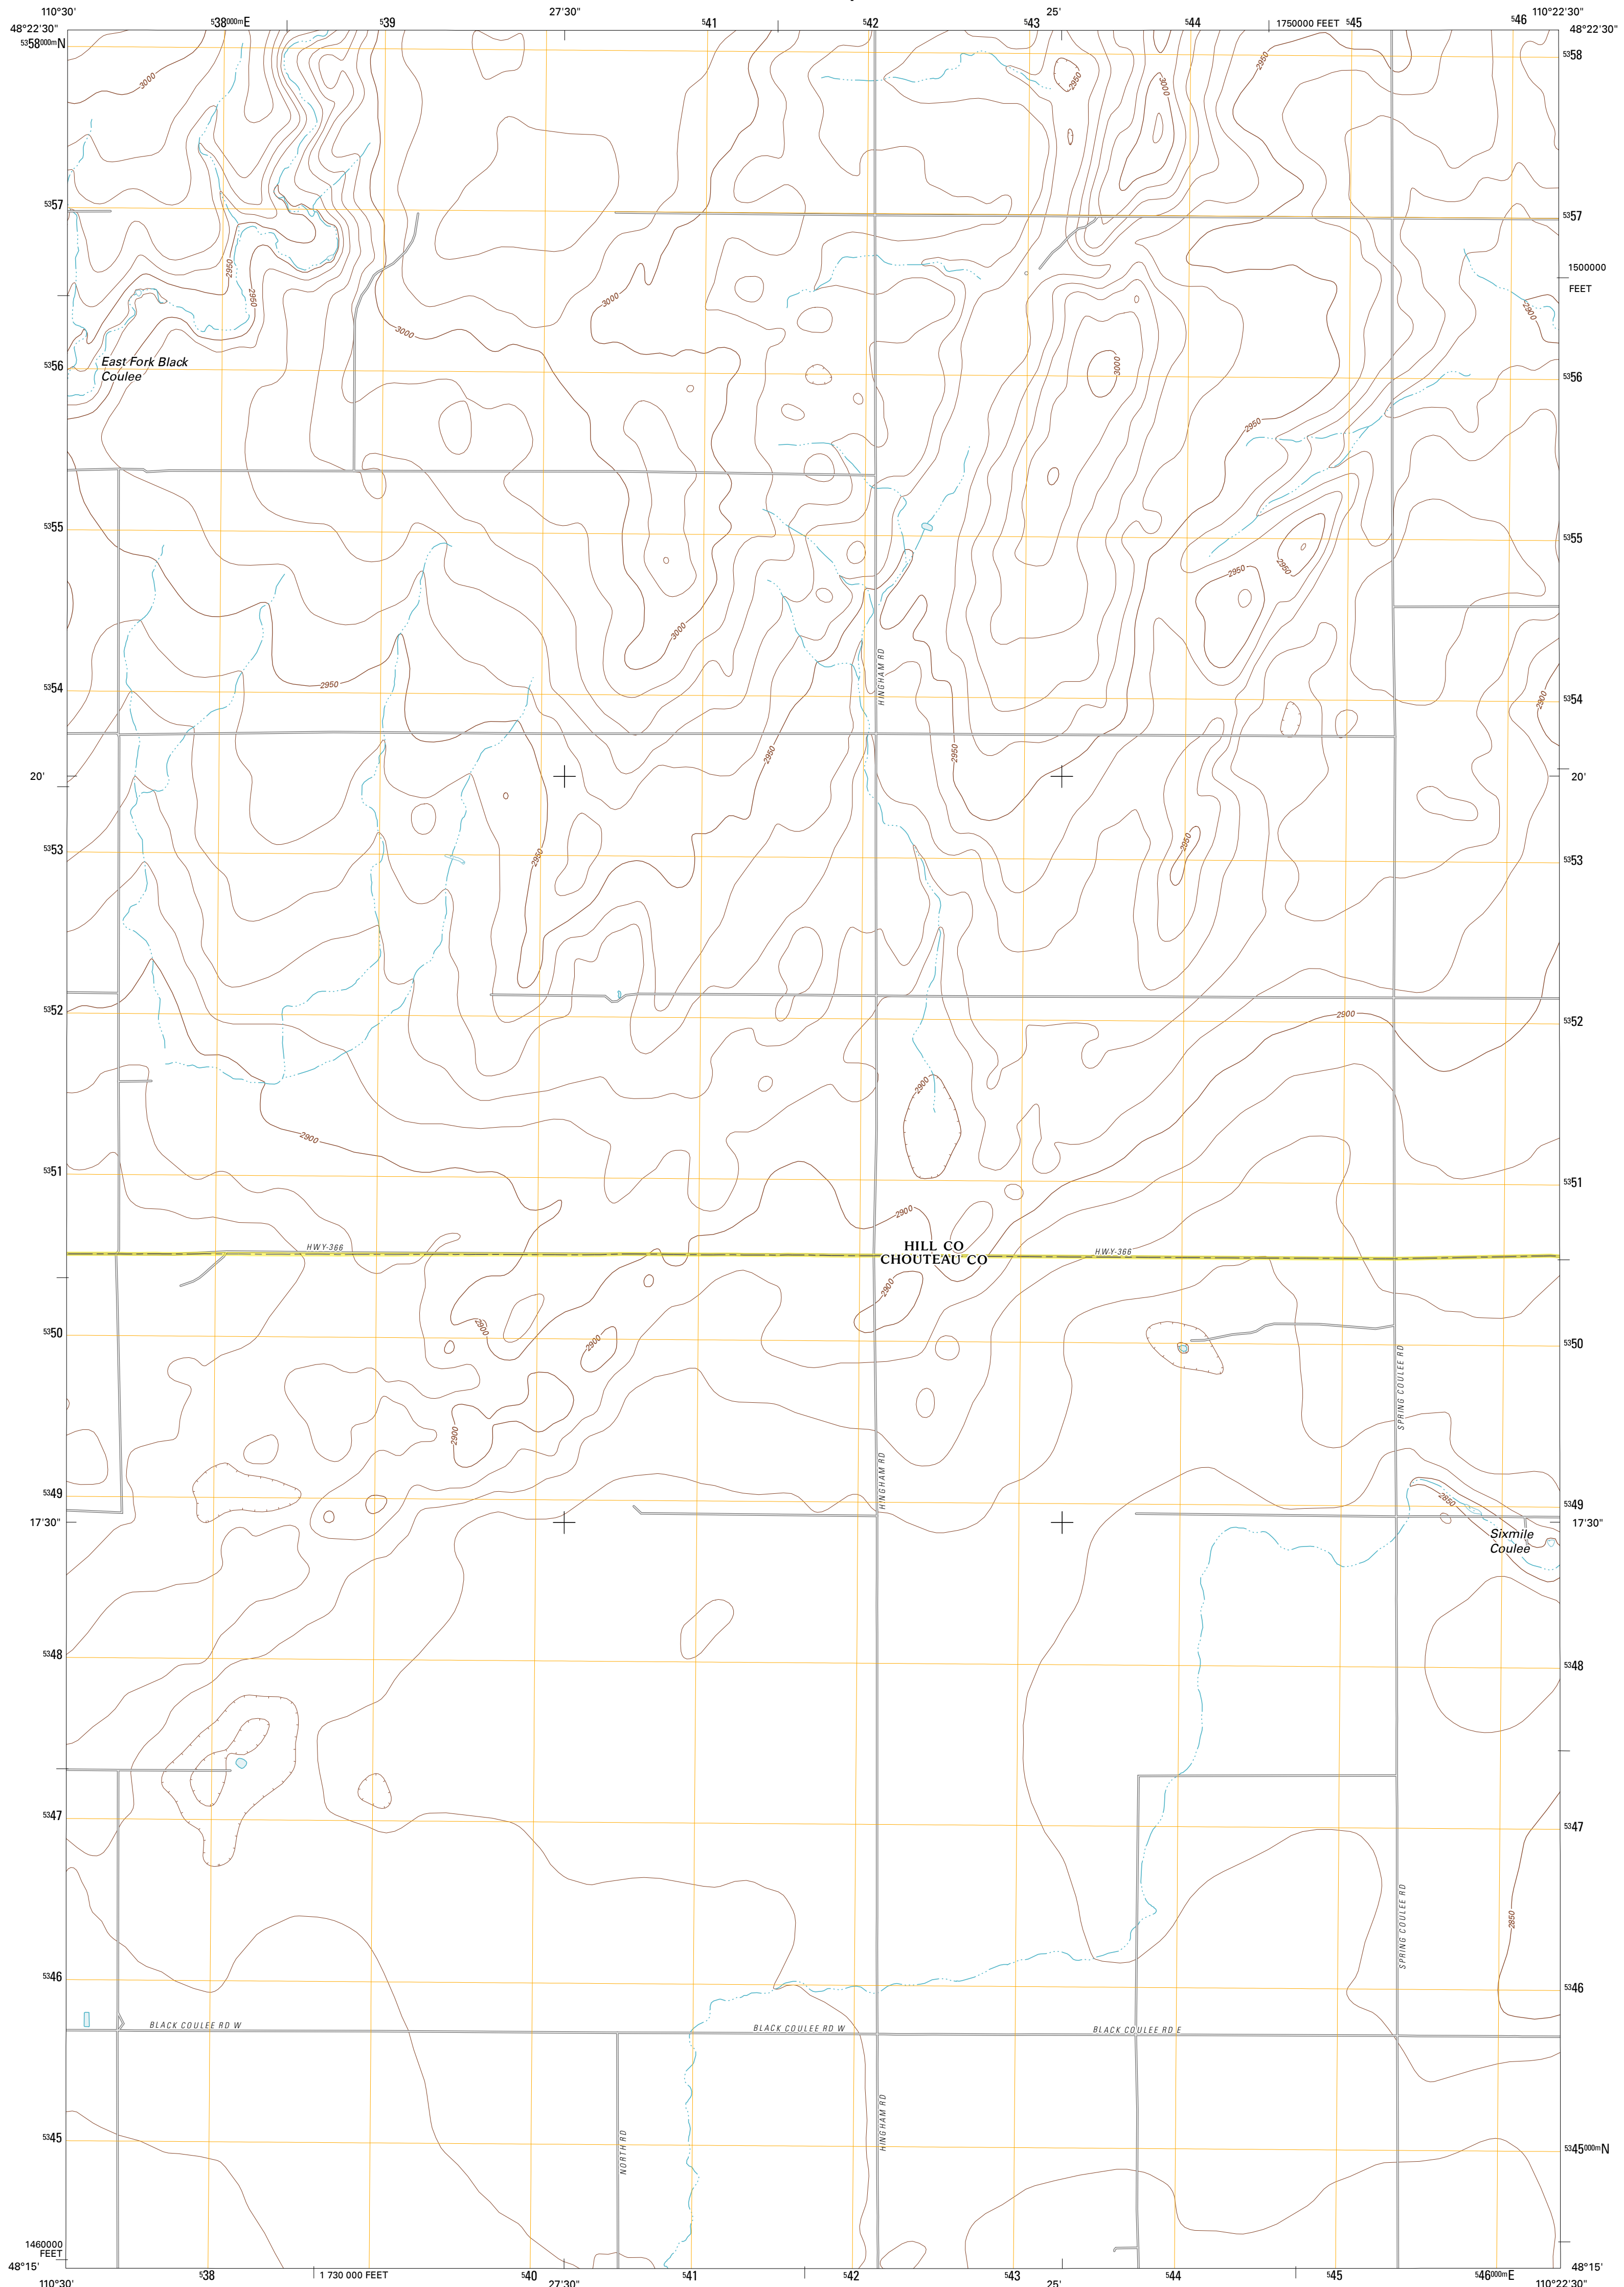 110°30' 27'30" 25' 110°22'30"
48°22'30" 538000mE 539 541 542 543 544 1750000 FEET 545 546 48°22'30"
5358000mN 5358
3000 2950 3000 2950
5357 5357
2950 1500000
FEET
2950 3000 2900
3000
East Fork Black
Coulee
5356 3000 5356
2950
5355 5355
2950 2950
3000
HINGHAM RD
2950
5354 5354
2900
2950 2950
20' 20'
2950
5353 2950 5353
5352 2900 5352
2900
2900
5351 5351
2900
HWY-366 HILL CO HWY-366
CHOUTEAU CO
2900
2900 2900
5350 5350
SPRING COULEE RD
2900
HINGHAM RD
5349 2850 5349
17'30" 17'30"
Sixmile
Coulee
5348 5348
5347 5347
2850
SPRING COULEE RD
5346 5346
BLACK COULEE RD W BLACK COULEE RD W BLACK COULEE RD E
HINGHAM RD
NORTH RD
5345 5345000mN
1460000
FEET
48°15' 48°15'
538 1 730 000 FEET 540 541 542 543 544 545 546000mE
110°30' 27'30" 25' 110°22'30"